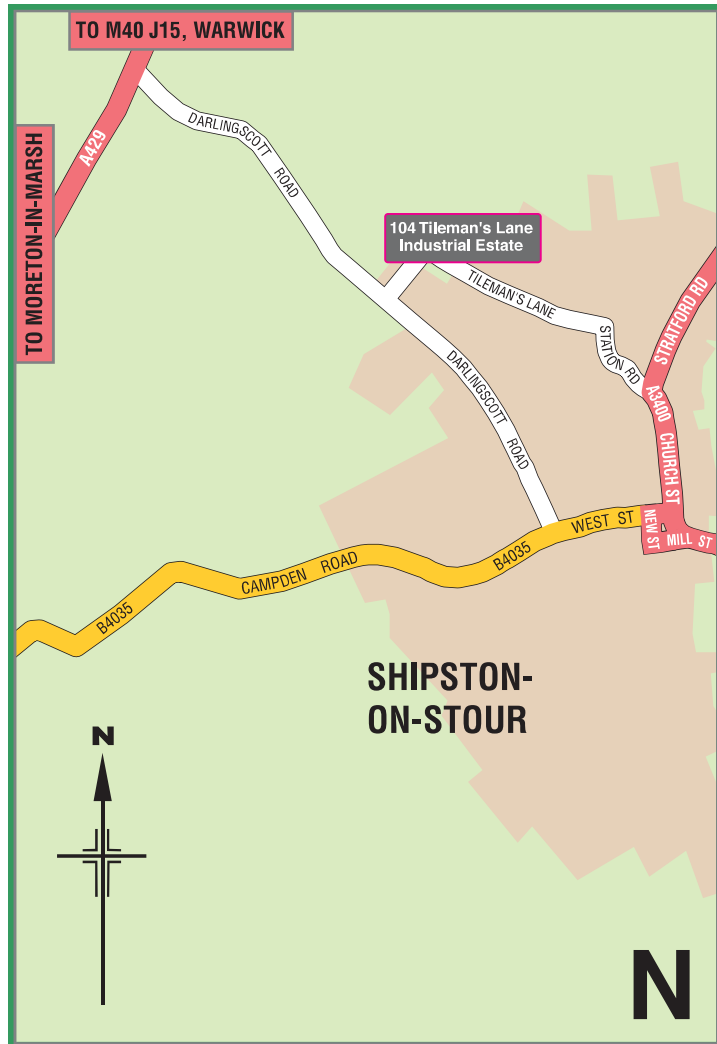 TO M40 J15, WARWICK
TO MORETON-IN-MARSH
A429
DARLINGSCOTT
ROAD
104 Tileman's Lane
Industrial Estate
TILEMAN'S LANE
STATION RD
STRATFORD RD
A3400
CHURCH ST
DARLINGSCOTT
ROAD
WEST ST
NEW ST
MILL ST
B4035
CAMPDEN ROAD
B4035
SHIPSTON-
ON-STOUR
N
N